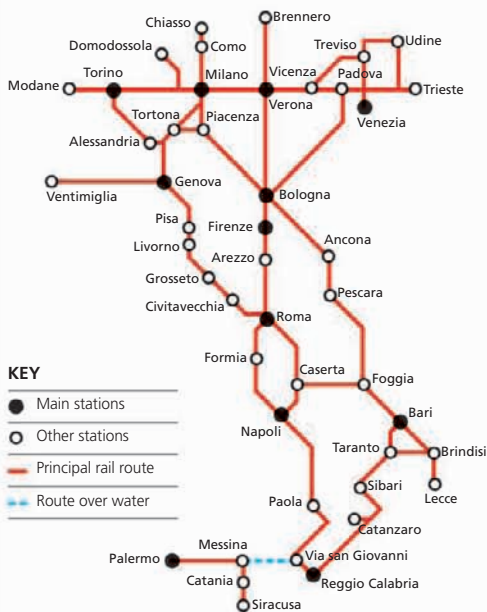 Chiasso
Brennero
Domodossola
Como
Treviso
Udine
Modane
Torino
Milano
Vicenza
Padova
Verona
Trieste
Tortona
Piacenza
Venezia
Alessandria
Genova
Bologna
Ventimiglia
Pisa
Firenze
Livorno
Arezzo
Ancona
Grosseto
Pescara
Civitavecchia
Roma
Formia
KEY
Caserta
Foggia
Main stations
Bari
Other stations
Napoli
Taranto
Brindisi
Principal rail route
Sibari
Lecce
Route over water
Paola
Catanzaro
Messina
Palermo
Via san Giovanni
Catania
Reggio Calabria
Siracusa